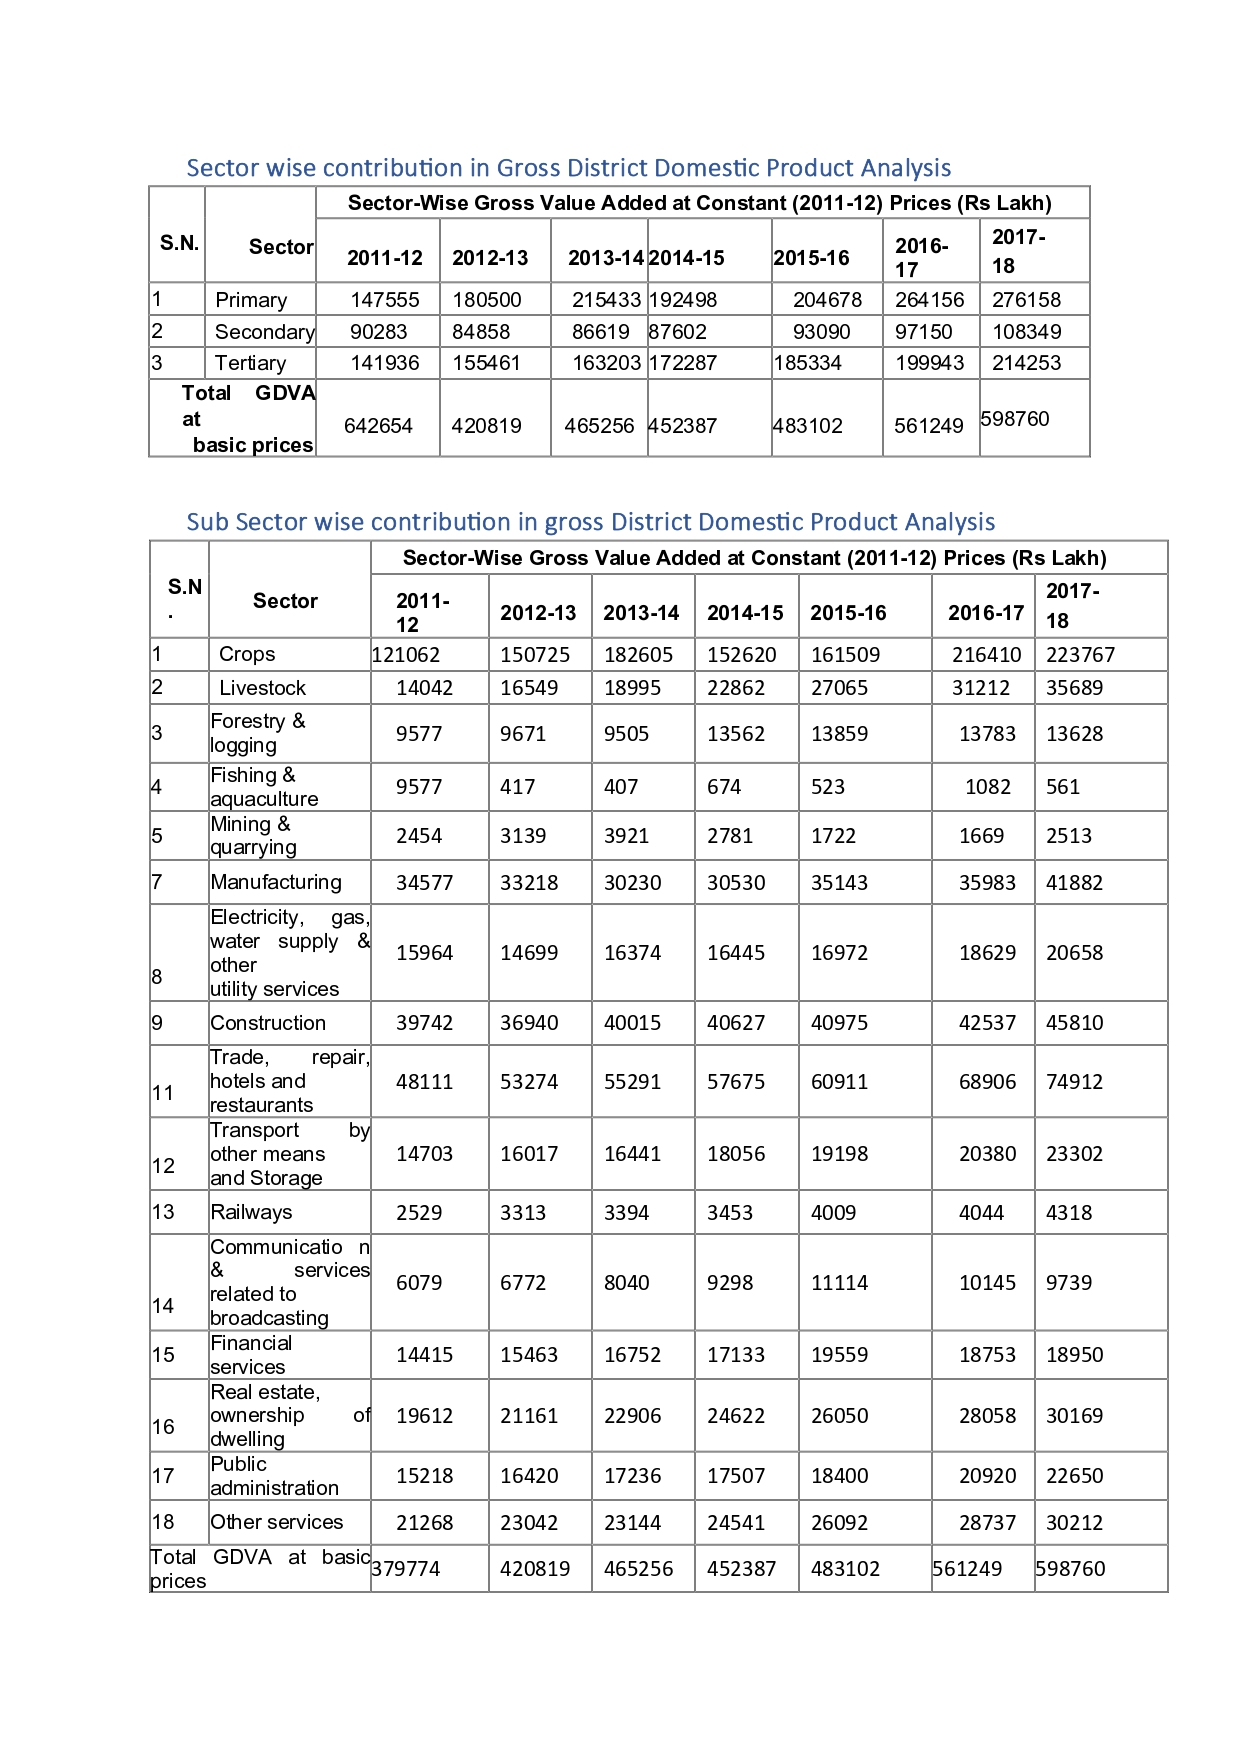 Sector wise contribution in Gross District Domestic Product Analysis
S.N. Sector Sector-Wise Gross Value Added at Constant (2011-12) Prices (Rs Lakh)
2011-12 2012-13 2013-14 2014-15 2015-16 2016-17 2017-18
1 Primary 147555 180500 215433 192498 204678 264156 276158
2 Secondary 90283 84858 86619 87602 93090 97150 108349
3 Tertiary 141936 155461 163203 172287 185334 199943 214253
Total GDVA
at
basic prices 642654 420819 465256 452387 483102 561249 598760
Sub Sector wise contribution in gross District Domestic Product Analysis
S.N
. Sector Sector-Wise Gross Value Added at Constant (2011-12) Prices (Rs Lakh)
2011-12 2012-13 2013-14 2014-15 2015-16 2016-17 2017-18
1 Crops 121062 150725 182605 152620 161509 216410 223767
2 Livestock 14042 16549 18995 22862 27065 31212 35689
3 Forestry &
logging 9577 9671 9505 13562 13859 13783 13628
4 Fishing &
aquaculture 9577 417 407 674 523 1082 561
5 Mining &
quarrying 2454 3139 3921 2781 1722 1669 2513
7 Manufacturing 34577 33218 30230 30530 35143 35983 41882
8 Electricity, gas,
water supply &
other
utility services 15964 14699 16374 16445 16972 18629 20658
9 Construction 39742 36940 40015 40627 40975 42537 45810
11 Trade, repair,
hotels and
restaurants 48111 53274 55291 57675 60911 68906 74912
12 Transport by
other means
and Storage 14703 16017 16441 18056 19198 20380 23302
13 Railways 2529 3313 3394 3453 4009 4044 4318
14 Communicatio n
& services
related to
broadcasting 6079 6772 8040 9298 11114 10145 9739
15 Financial
services 14415 15463 16752 17133 19559 18753 18950
16 Real estate,
ownership of
dwelling 19612 21161 22906 24622 26050 28058 30169
17 Public
administration 15218 16420 17236 17507 18400 20920 22650
18 Other services 21268 23042 23144 24541 26092 28737 30212
Total GDVA at basic
prices 379774 420819 465256 452387 483102 561249 598760